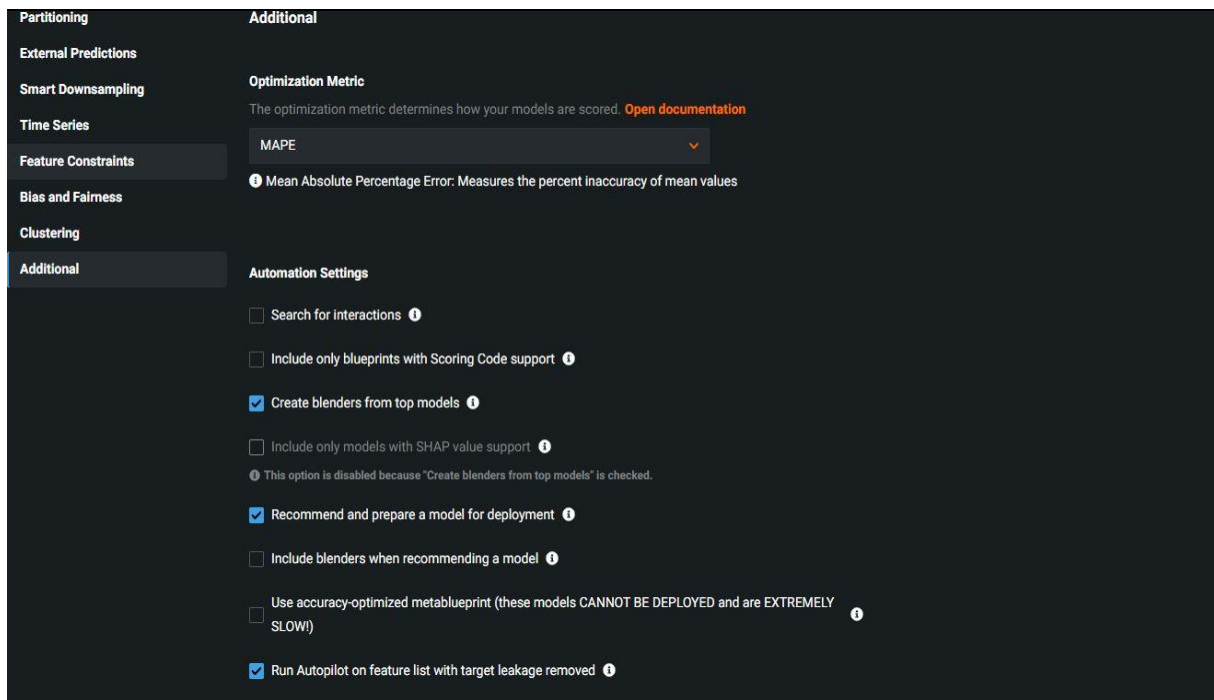 Partitioning
External Predictions
Smart Downsampling
Time Series
Feature Constraints
Bias and Fairness
Clustering
Additional
Additional
Optimization Metric
The optimization metric determines how your models are scored. Open documentation
MAPE
Mean Absolute Percentage Error: Measures the percent inaccuracy of mean values
Automation Settings
Search for interactions
Include only blueprints with Scoring Code support
Create blenders from top models
Include only models with SHAP value support
This option is disabled because "Create blenders from top models" is checked.
Recommend and prepare a model for deployment
Include blenders when recommending a model
Use accuracy-optimized metablueprint (these models CANNOT BE DEPLOYED and are EXTREMELY
SLOW!)
Run Autopilot on feature list with target leakage removed